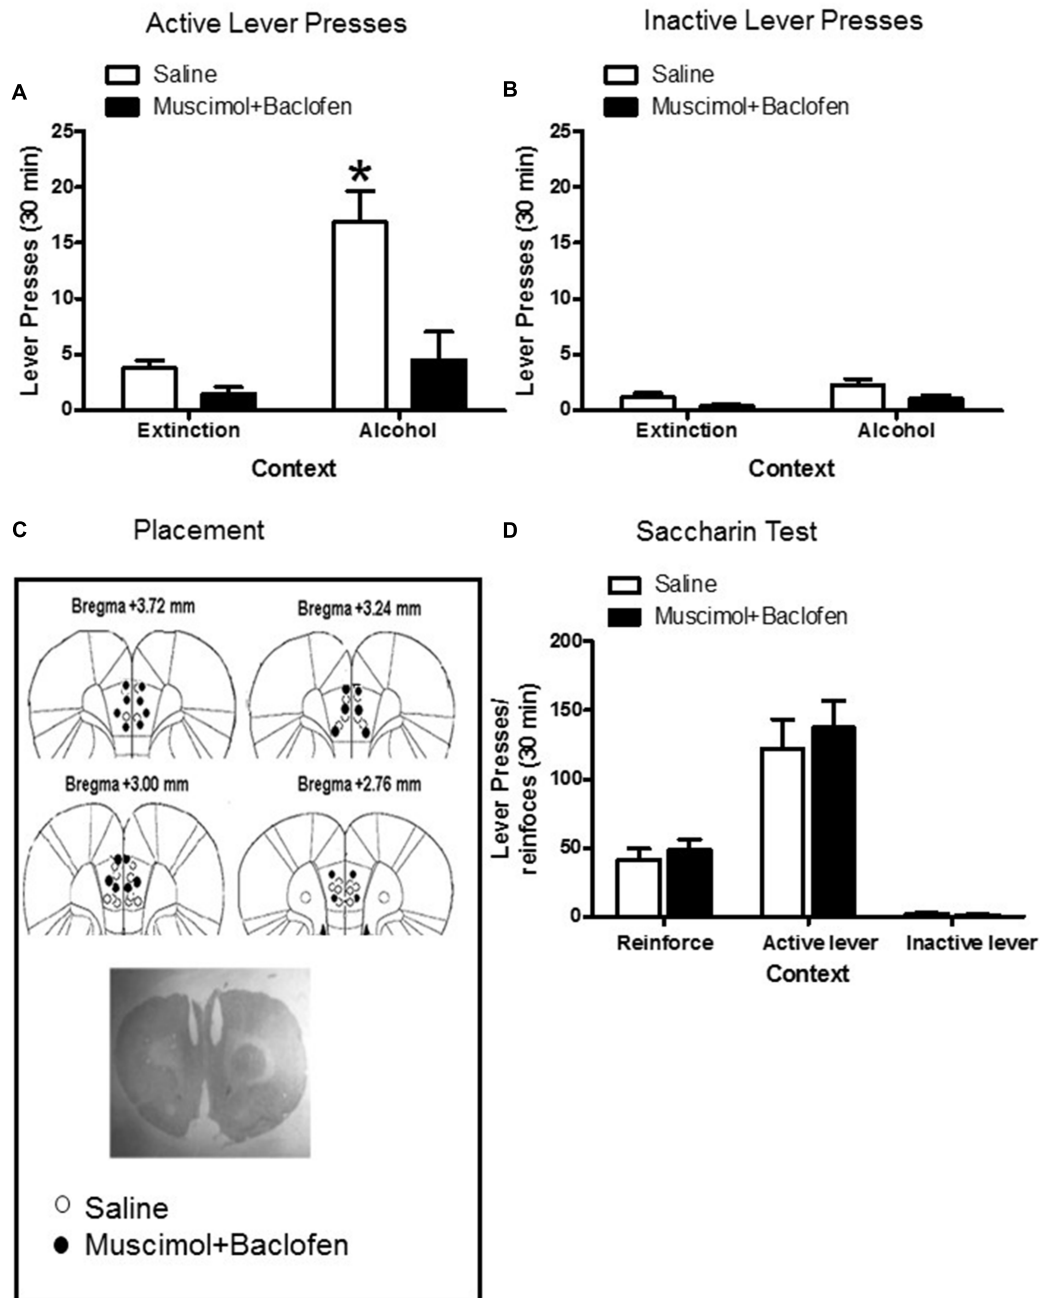 Active Lever Presses
A
Saline
Muscimol+Baclofen
Lever Presses (30 min)
25
20
15
10
5
0
*
Extinction
Alcohol
Context
Inactive Lever Presses
B
Saline
Muscimol+Baclofen
Lever Presses (30 min)
25
20
15
10
5
0
Extinction
Alcohol
Context
C
Placement
Bregma +3.72 mm
Bregma +3.24 mm
Bregma +3.00 mm
Bregma +2.76 mm
Saline
Muscimol+Baclofen
D
Saccharin Test
Saline
Muscimol+Baclofen
Lever Presses/
reinfoces (30 min)
200
150
100
50
0
Reinforce
Active lever
Inactive lever
Context